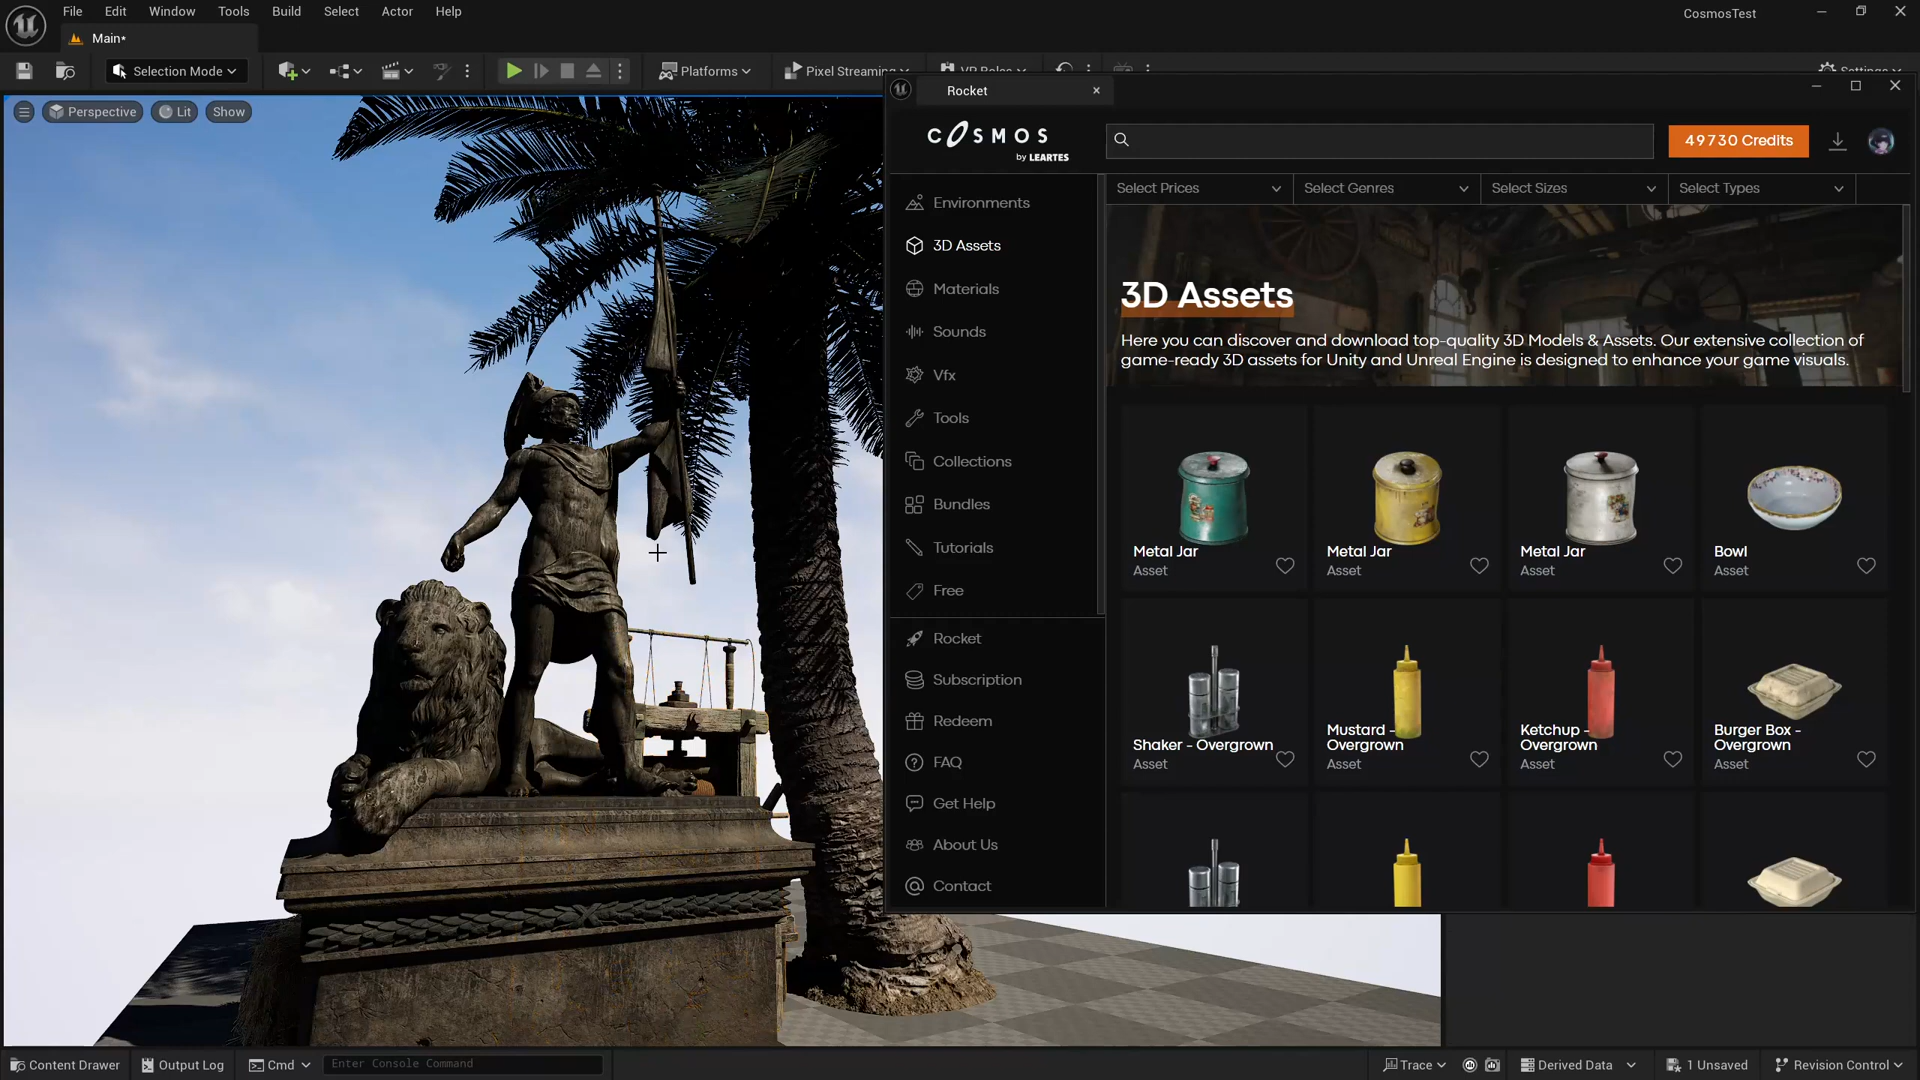 File Edit Window Tools Build Select Actor Help
CosmosTest
Main*
Selection Mode
Platforms
Pixel Streaming
Settings
Perspective
Lit
Show
Rocket
COSMOS
by LEARTES
49730 Credits
Select Prices
Select Genres
Select Sizes
Select Types
Environments
3D Assets
Materials
Sounds
Vfx
Tools
Collections
Bundles
Tutorials
Free
Rocket
Subscription
Redeem
FAQ
Get Help
About Us
Contact
3D Assets
Here you can discover and download top-quality 3D Models & Assets. Our extensive collection of
game-ready 3D assets for Unity and Unreal Engine is designed to enhance your game visuals.
Metal Jar
Asset
Metal Jar
Asset
Metal Jar
Asset
Bowl
Asset
Shaker - Overgrown
Asset
Mustard -
Overgrown
Asset
Ketchup -
Overgrown
Asset
Burger Box -
Overgrown
Asset
Content Drawer
Output Log
Cmd
Enter Console Command
Trace
Derived Data
1 Unsaved
Revision Control